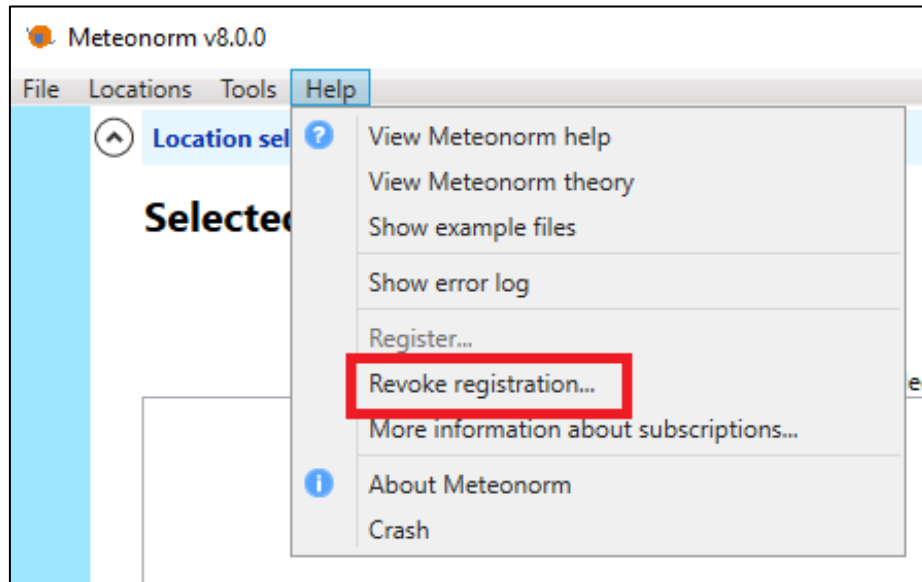 Meteonorm v8.0.0
File Locations Tools Help
Location sel
View Meteonorm help
View Meteonorm theory
Selected
Show example files
Show error log
Register...
Revoke registration...
More information about subscriptions...
About Meteonorm
Crash